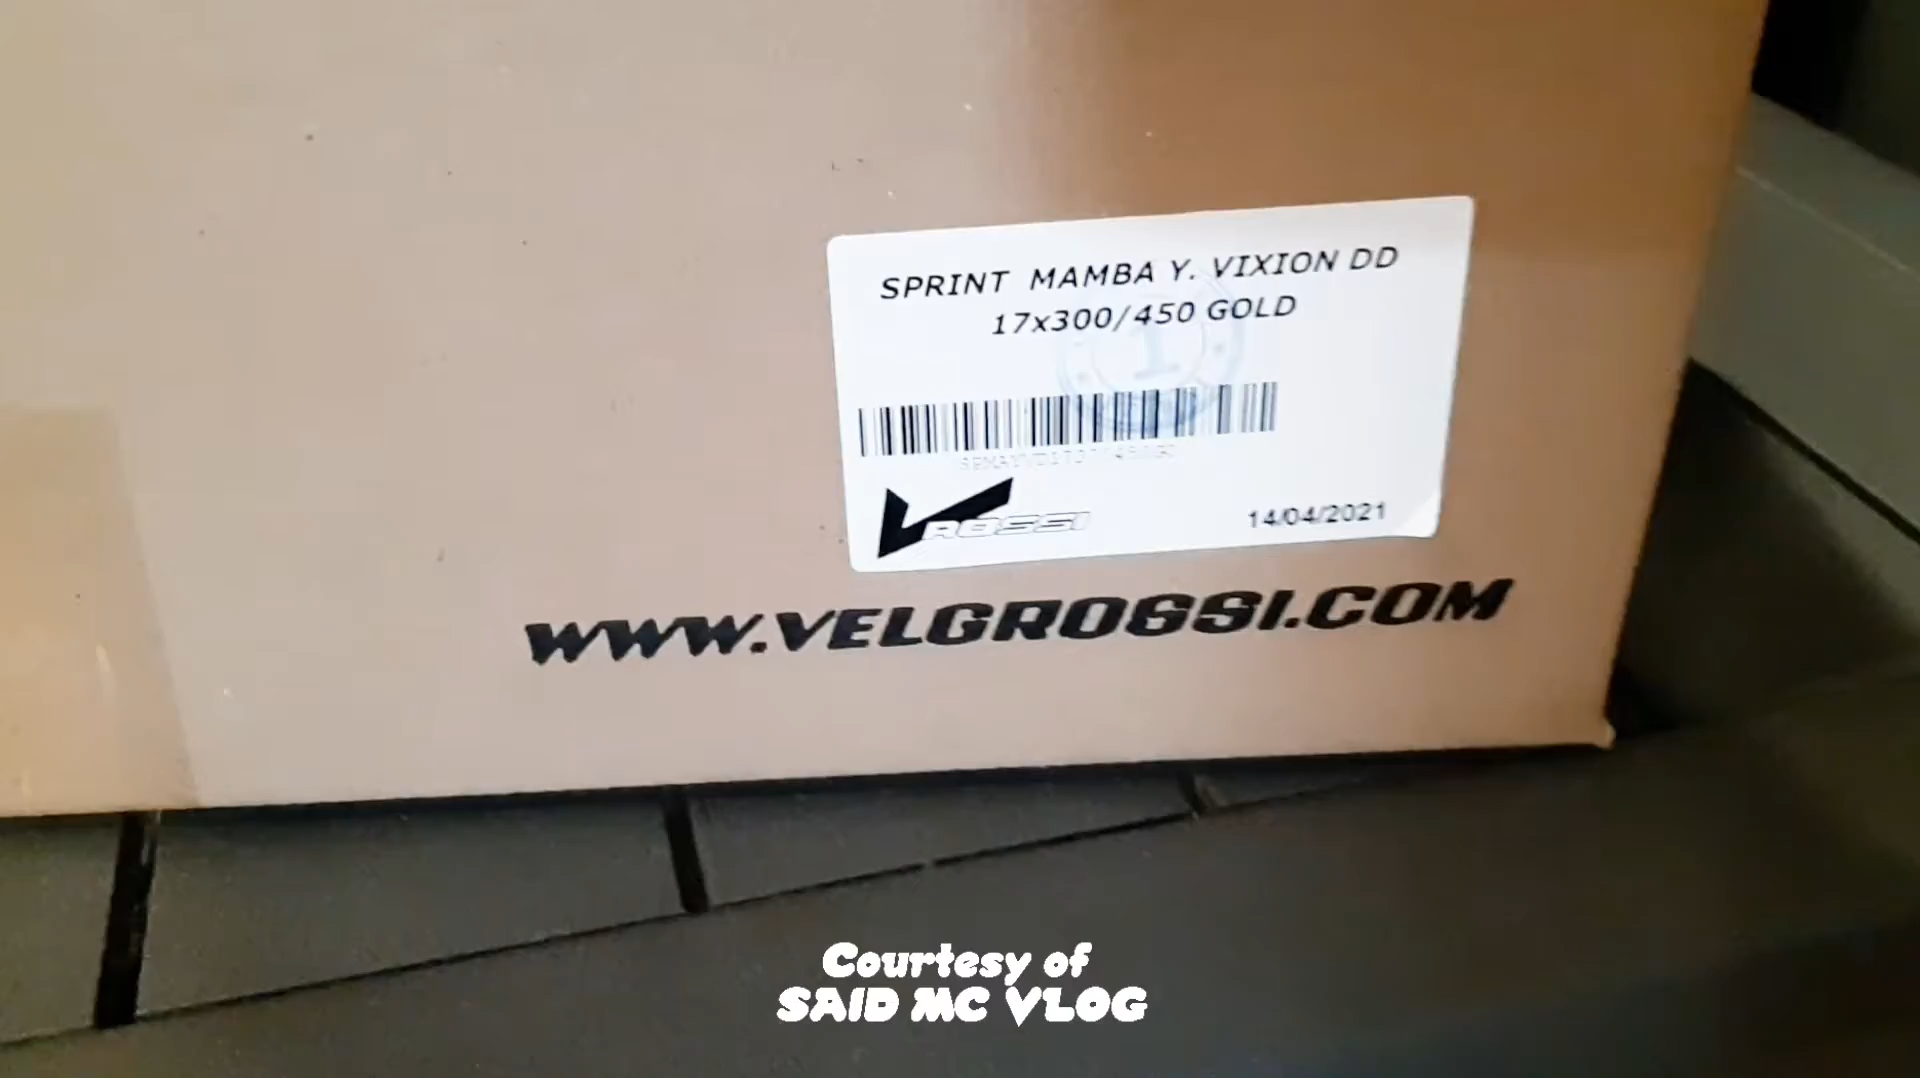 SPRINT MAMBA Y. VIXION DD
17x300/450 GOLD
1
ROSSI
14/04/2021
WWW.VELGROSSI.COM
Courtesy of
SAID MC VLOG